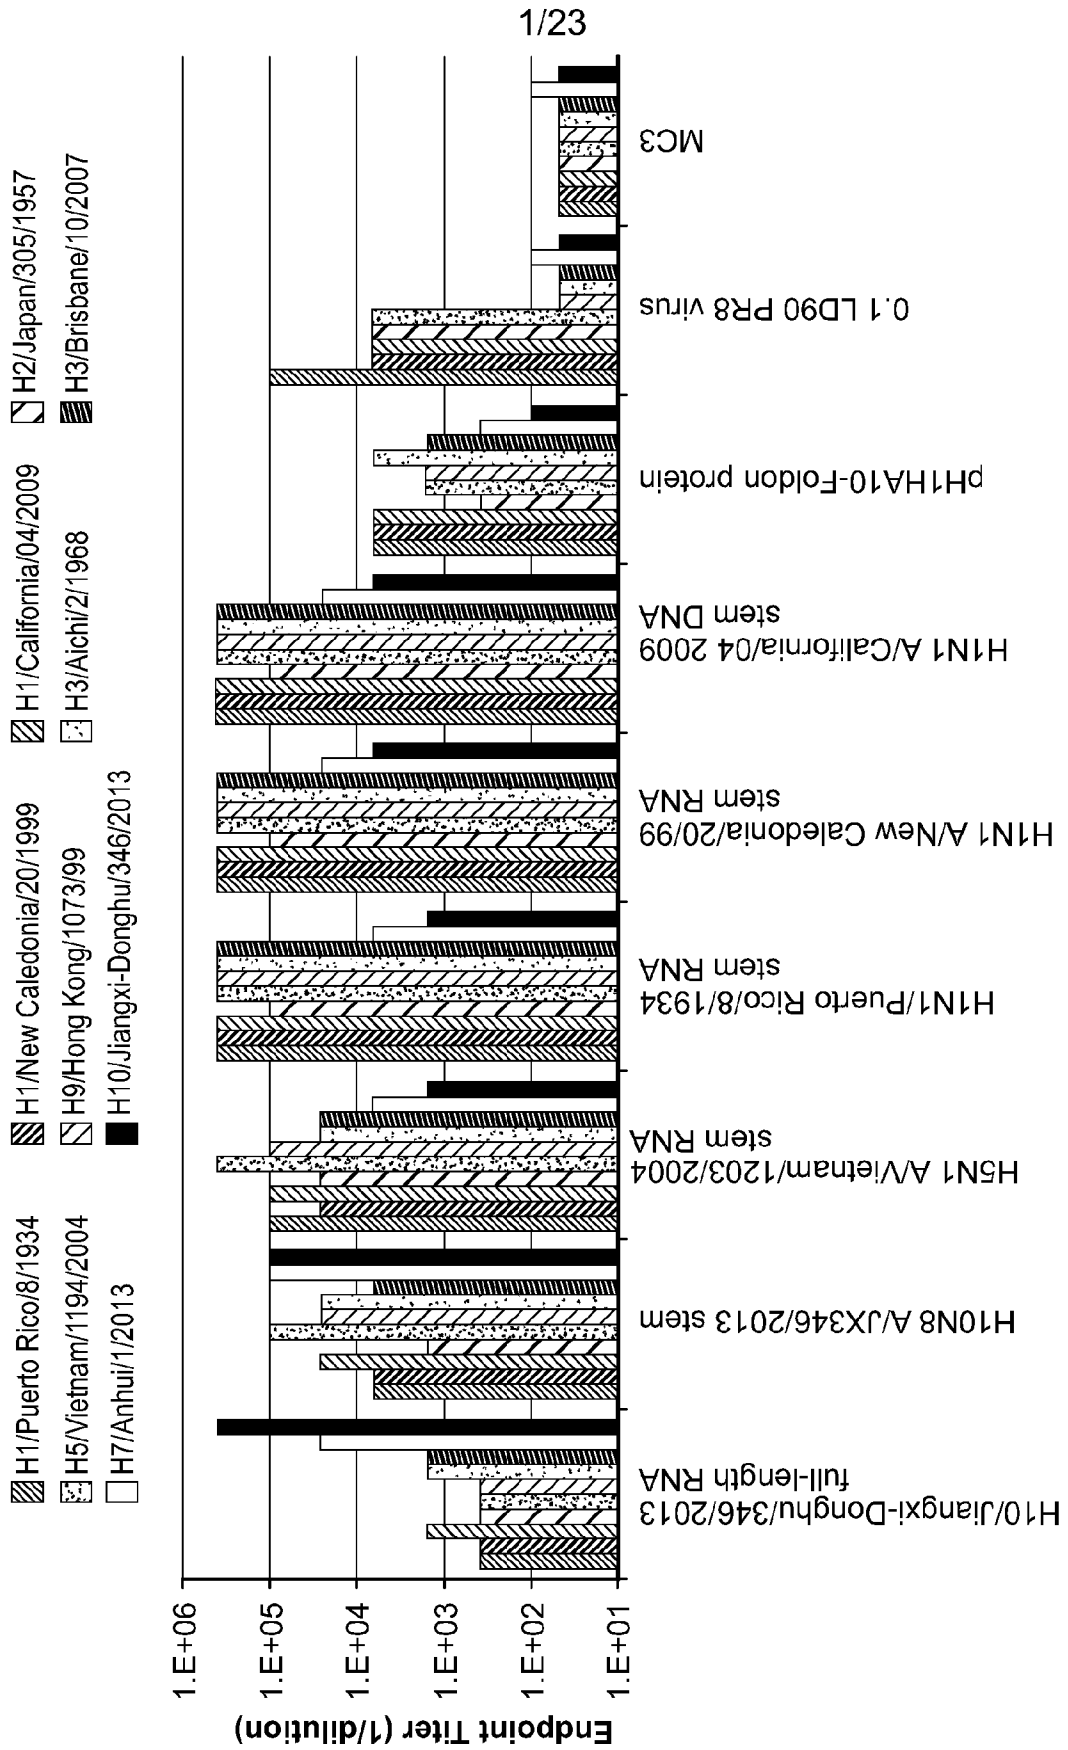 1/23
H1/Puerto Rico/8/1934
H1/New Caledonia/20/1999
H1/California/04/2009
H2/Japan/305/1957
H5/Vietnam/1194/2004
H9/Hong Kong/1073/99
H3/Aichi/2/1968
H3/Brisbane/10/2007
H7/Anhui/1/2013
H10/Jiangxi-Donghu/346/2013
Endpoint Titer (1/dilution)
1.E+06
1.E+05
1.E+04
1.E+03
1.E+02
1.E+01
H10/Jiangxi-Donghu/346/2013
full-length RNA
H10N8 A/JX346/2013 stem
H5N1 A/Vietnam/1203/2004
stem RNA
H1N1/Puerto Rico/8/1934
stem RNA
H1N1 A/New Caledonia/20/99
stem RNA
H1N1 A/California/04 2009
stem DNA
pH1HA10-Foldon protein
0.1 LD90 PR8 virus
MC3